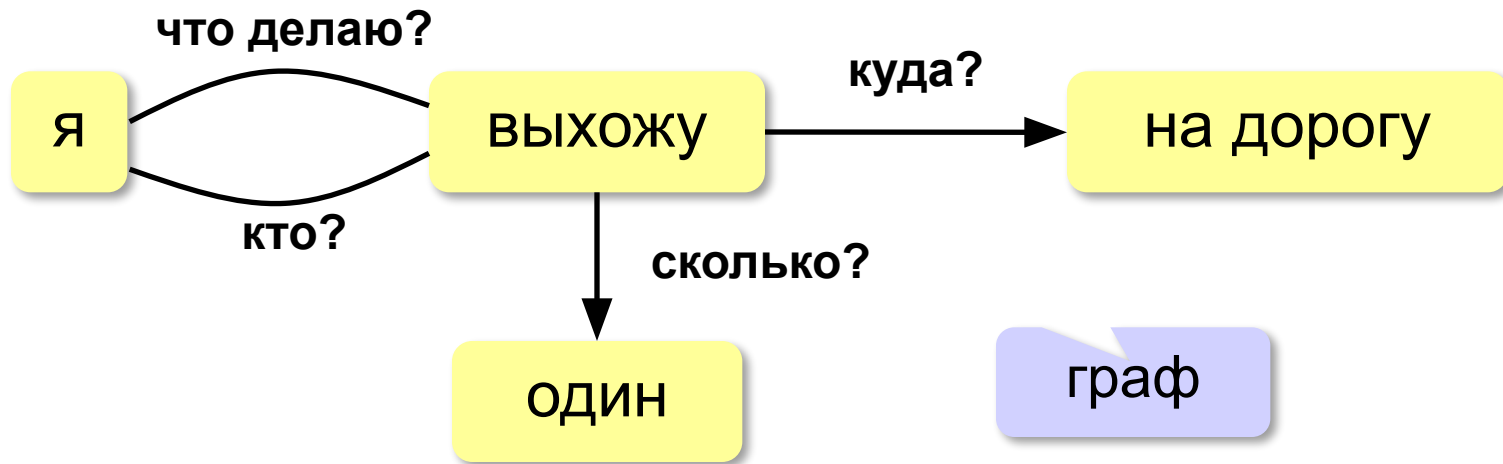 что делаю?
я
выхожу
куда?
на дорогу
кто?
сколько?
один
граф